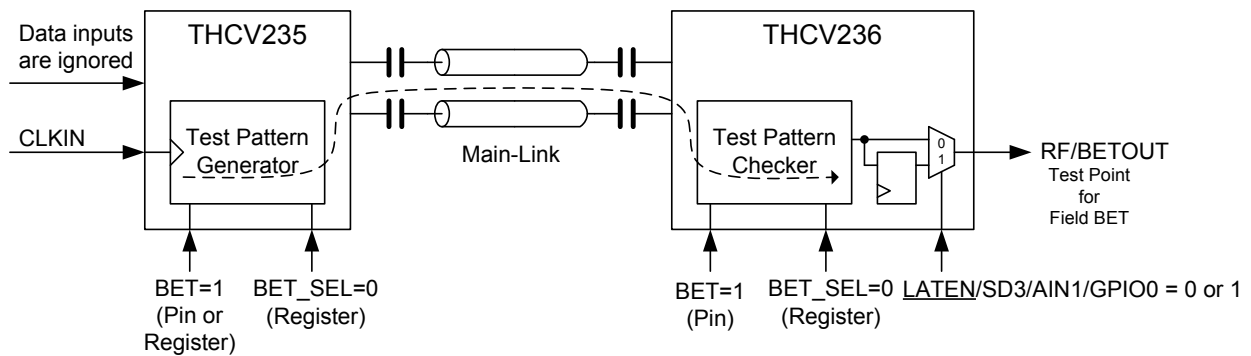 Data inputs
are ignored
CLKIN
THCV235
Test Pattern
Generator
Main-Link
THCV236
Test Pattern
Checker
0
1
RF/BETOUT
Test Point
for
Field BET
BET=1
(Pin or
Register)
BET_SEL=0
(Register)
BET=1
(Pin)
BET_SEL=0
(Register)
LATEN/SD3/AIN1/GPIO0 = 0 or 1